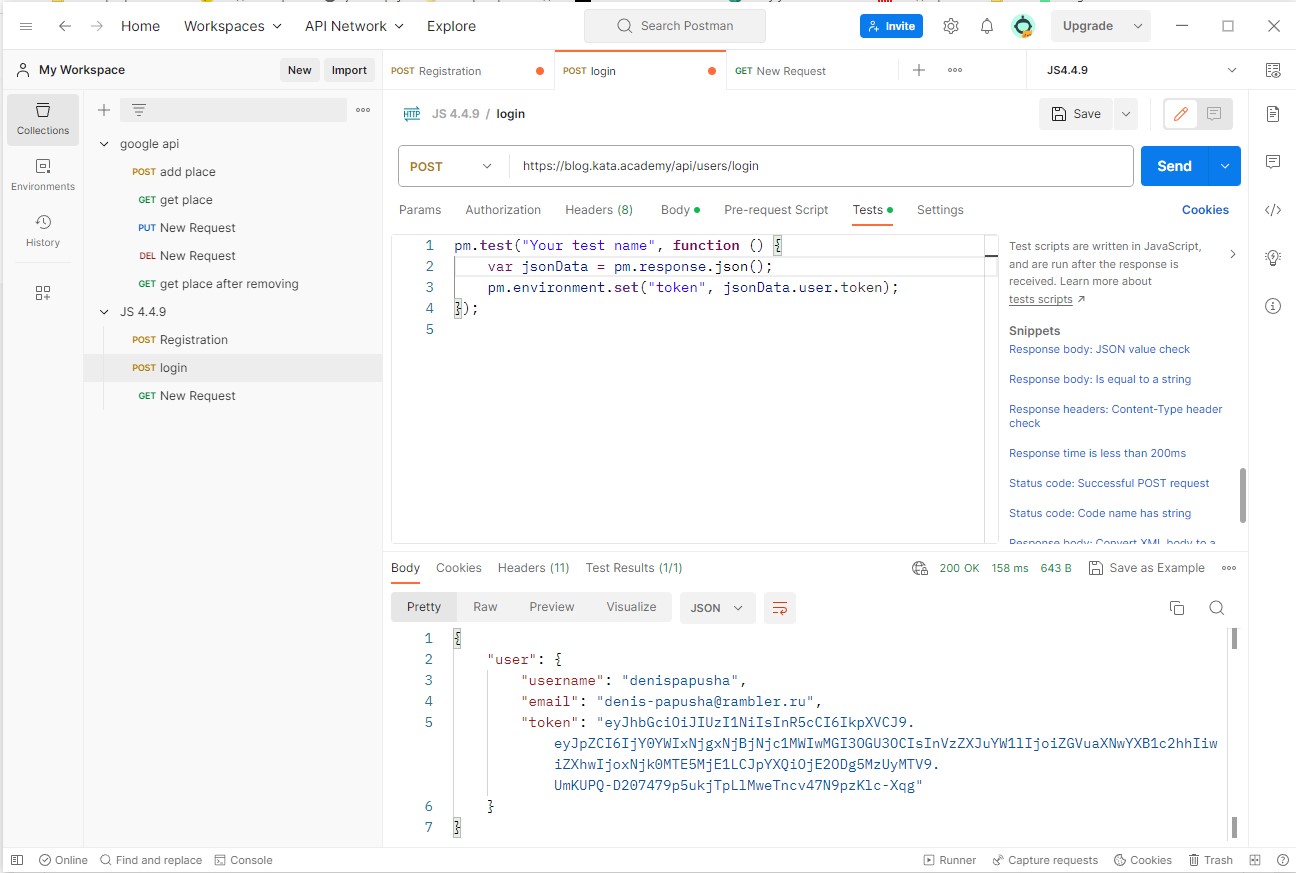 Home Workspaces API Network Explore Search Postman Invite Upgrade
My Workspace New Import POST Registration POST login GET New Request JS4.4.9
Collections
Environments
History
google api
POST add place
GET get place
PUT New Request
DEL New Request
GET get place after removing
JS 4.4.9
POST Registration
POST login
GET New Request
HTTP JS 4.4.9 / login Save
POST https://blog.kata.academy/api/users/login Send
Params Authorization Headers (8) Body Pre-request Script Tests Settings Cookies
1 pm.test("Your test name", function () {
2 var jsonData = pm.response.json();
3 pm.environment.set("token", jsonData.user.token);
4 });
5
Test scripts are written in JavaScript,
and are run after the response is
received. Learn more about
tests scripts ↗
Snippets
Response body: JSON value check
Response body: Is equal to a string
Response headers: Content-Type header
check
Response time is less than 200ms
Status code: Successful POST request
Status code: Code name has string
Response body: Convert XML body to a
Body Cookies Headers (11) Test Results (1/1) 200 OK 158 ms 643 B Save as Example
Pretty Raw Preview Visualize JSON
1 {
2 "user": {
3 "username": "denispapusha",
4 "email": "denis-papusha@rambler.ru",
5 "token": "eyJhbGciOiJIUzI1NiIsInR5cCI6IkpXVCJ9.
eyJpZCI6IjY0YWIxNjgxNjBjNjc1MWIwMGI3OGU3OCIsInVzZXJuYW1lIjoiZGVuaXNwYXB1c2hhIiw
iZXhwIjoxNjk0MTE5MjE1LCJpYXQiOjE2ODg5MzUyMTV9.
UmKUPQ-D207479p5ukjTpLlMweTncv47N9pzKlc-Xqg"
6 }
7 }
Online Find and replace Console Runner Capture requests Cookies Trash